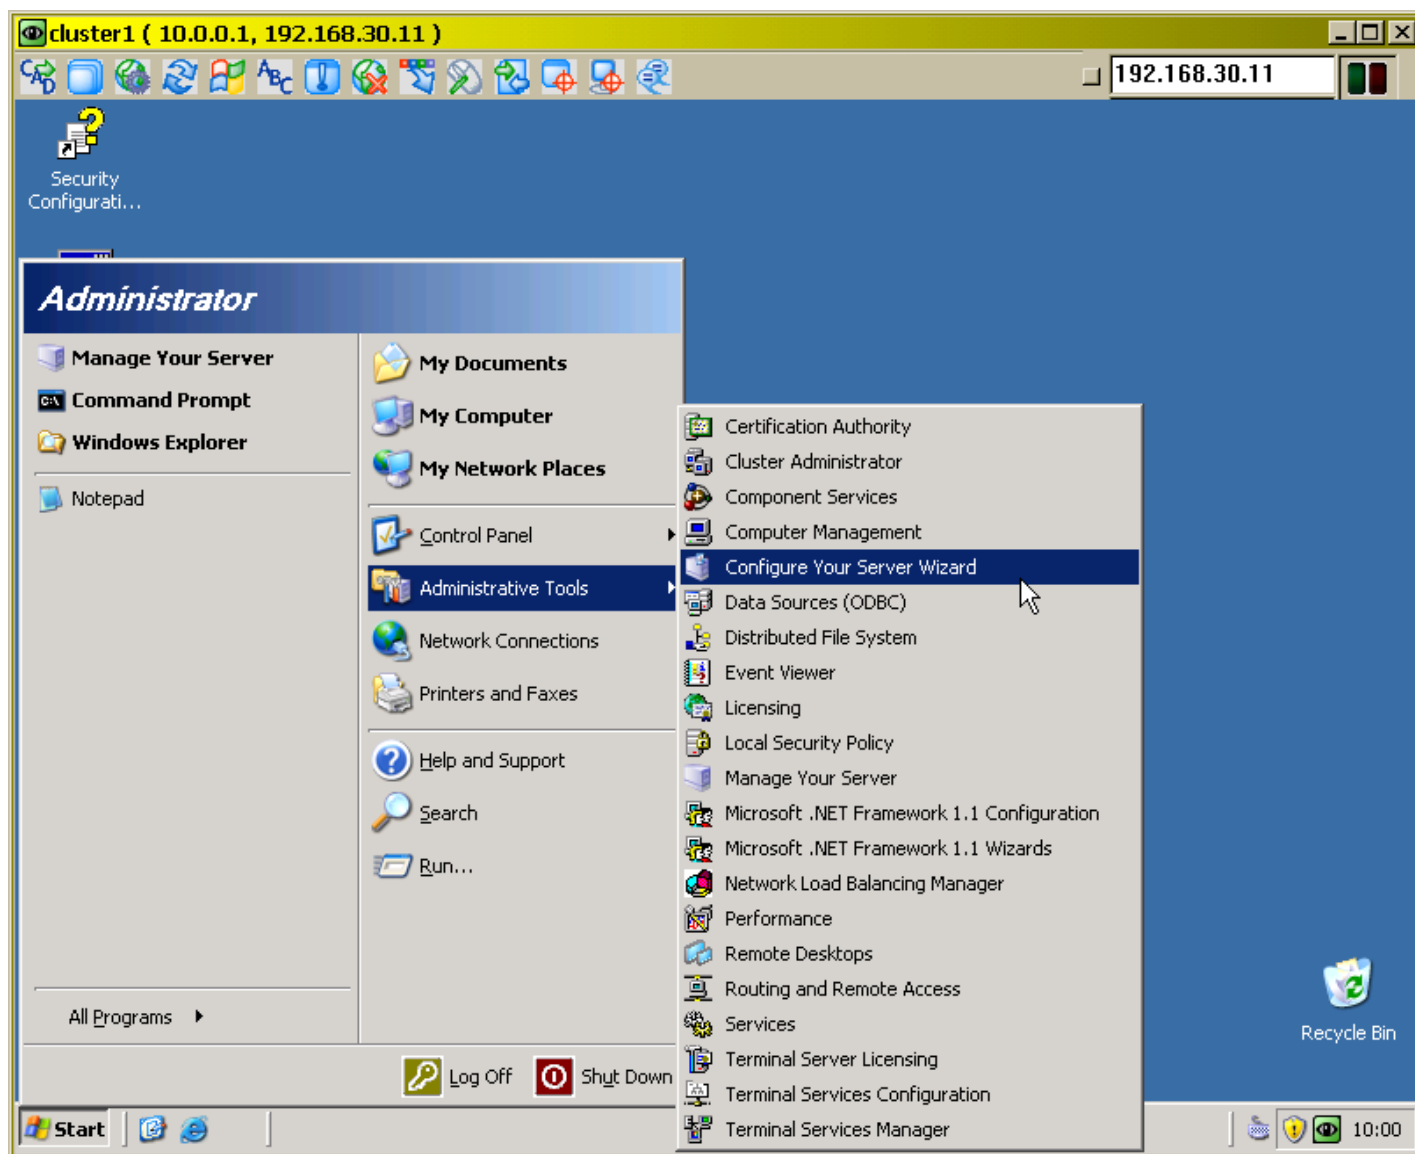 cluster1 ( 10.0.0.1, 192.168.30.11 )
192.168.30.11
Security
Configurati...
Administrator
Manage Your Server
Command Prompt
Windows Explorer
Notepad
All Programs
My Documents
My Computer
My Network Places
Control Panel
Administrative Tools
Network Connections
Printers and Faxes
Help and Support
Search
Run...
Log Off
Shut Down
Certification Authority
Cluster Administrator
Component Services
Computer Management
Configure Your Server Wizard
Data Sources (ODBC)
Distributed File System
Event Viewer
Licensing
Local Security Policy
Manage Your Server
Microsoft .NET Framework 1.1 Configuration
Microsoft .NET Framework 1.1 Wizards
Network Load Balancing Manager
Performance
Remote Desktops
Routing and Remote Access
Services
Terminal Server Licensing
Terminal Services Configuration
Terminal Services Manager
Recycle Bin
Start
10:00